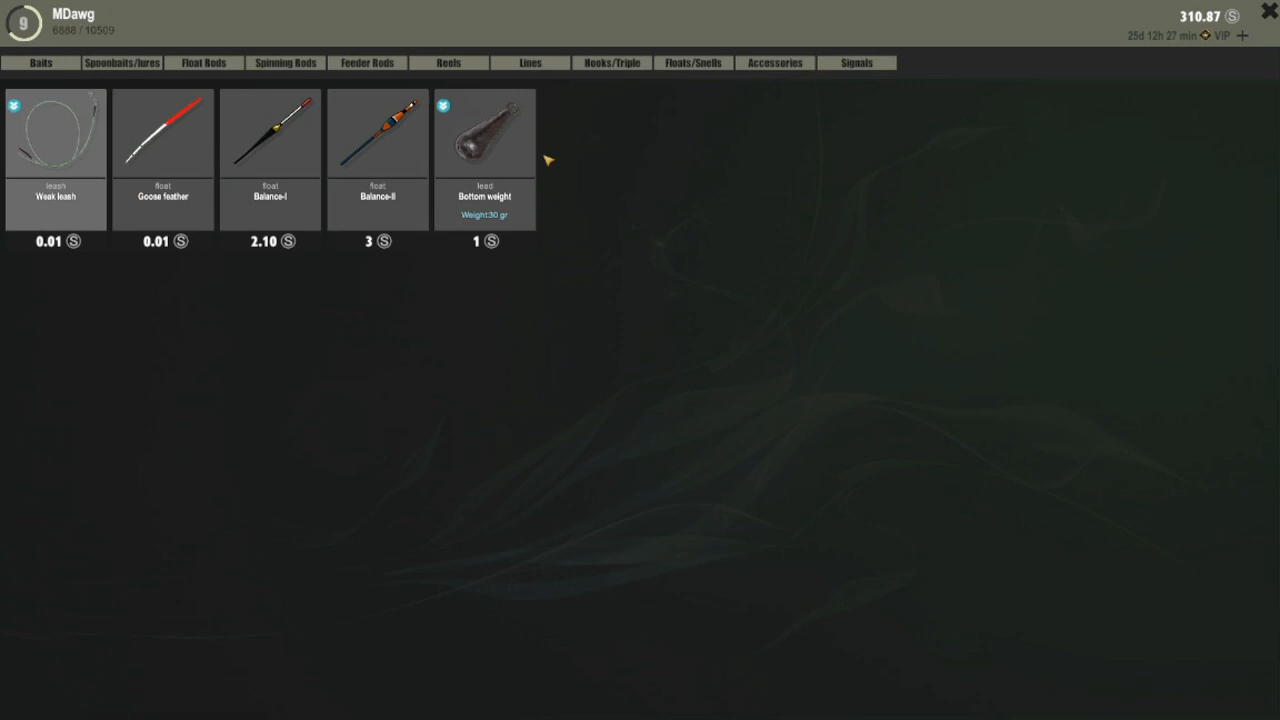 9
MDawg
6888 / 10509
310.87 S
25d 12h 27 min VIP +
Baits Spoonbaits/lures Float Rods Spinning Rods Feeder Rods Reels Lines Hooks/Triple Floats/Snells Accessories Signals
leash float float float lead
Weak leash Goose feather Balance-I Balance-II Bottom weight
Weight:30 gr
0.01 S 0.01 S 2.10 S 3 S 1 S